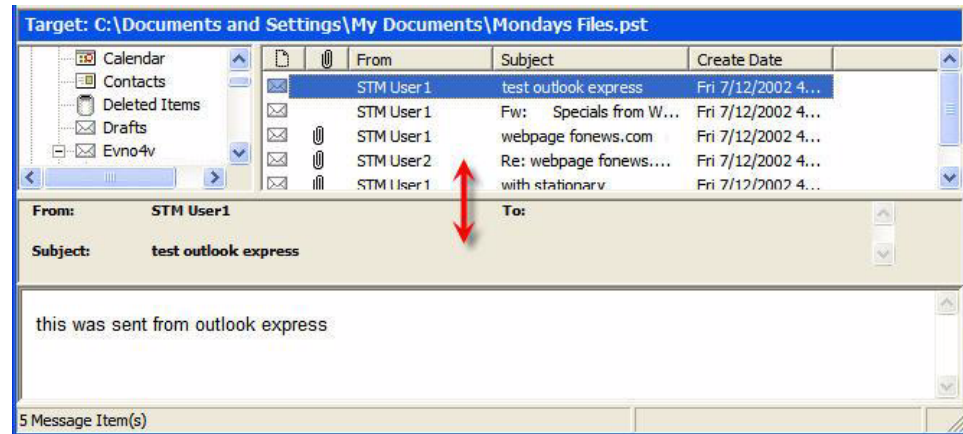 Target: C:\Documents and Settings\My Documents\Mondays Files.pst
Calendar
Contacts
Deleted Items
Drafts
Evno4v
From Subject Create Date
STM User1 test outlook express Fri 7/12/2002 4...
STM User1 Fw: Specials from W... Fri 7/12/2002 4...
STM User1 webpage fonews.com Fri 7/12/2002 4...
STM User2 Re: webpage fonews.... Fri 7/12/2002 4...
STM User1 with stationary Fri 7/12/2002 4...
From: STM User1 To:
Subject: test outlook express
this was sent from outlook express
5 Message Item(s)